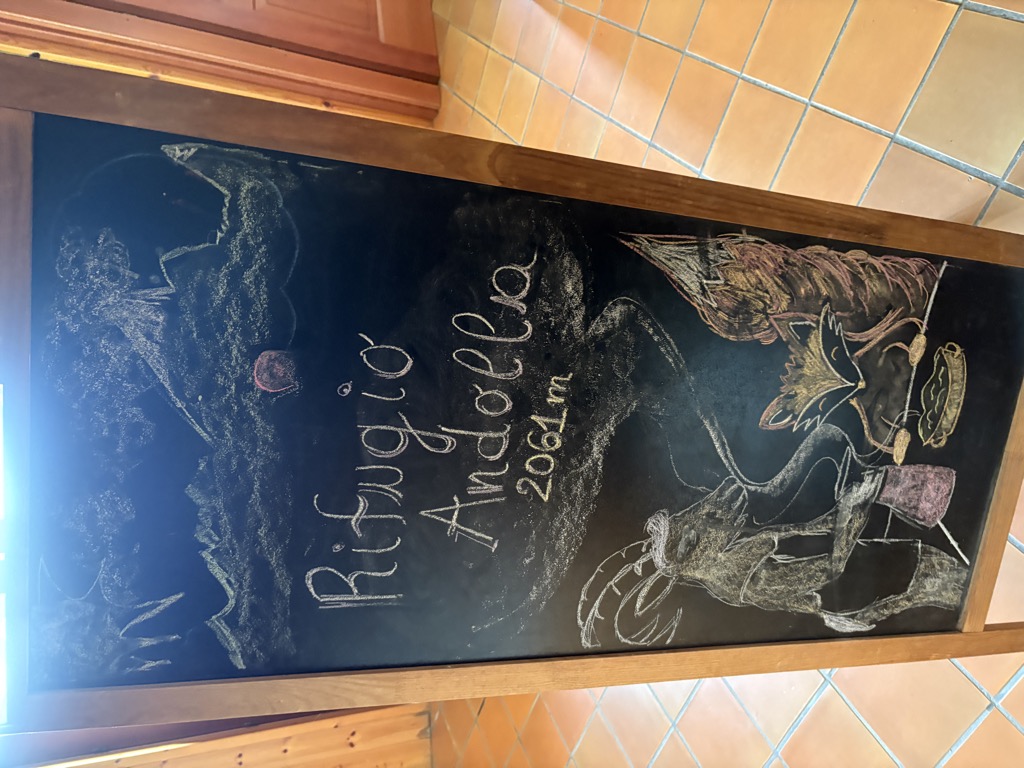 Rifugio
Andolla
2061 m